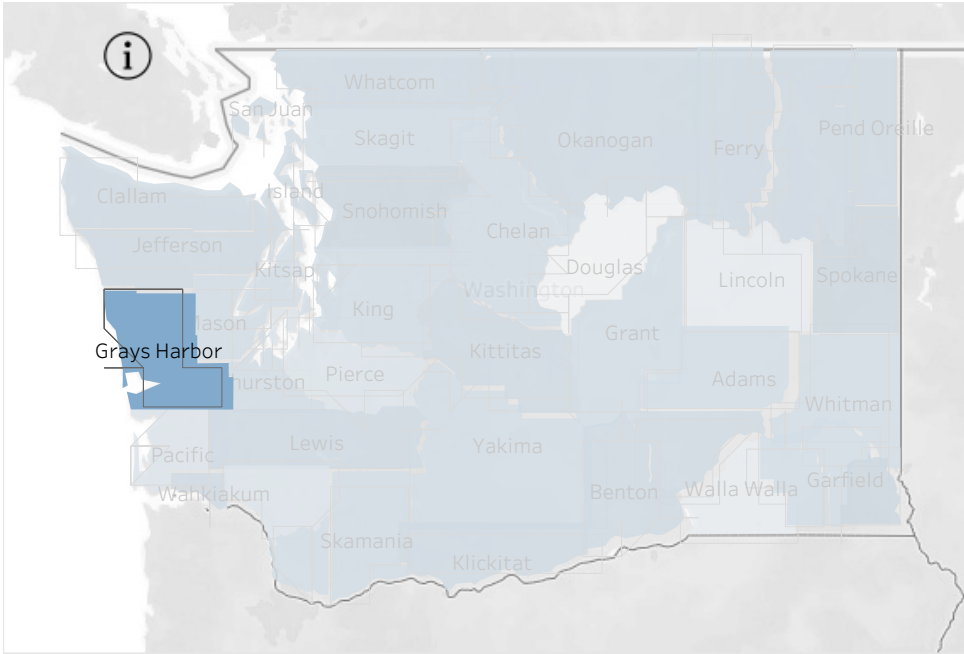 i
Whatcom
San Juan
Skagit
Okanogan
Pend Oreille
Ferry
Island
Clallam
Snohomish
Chelan
Jefferson
Kitsap
Douglas
Spokane
Lincoln
Washington
King
Mason
Grant
Grays Harbor
Kittitas
Pierce
Adams
Thurston
Whitman
Lewis
Yakima
Pacific
Garfield
Wahkiakum
Benton
Walla Walla
Skamania
Klickitat